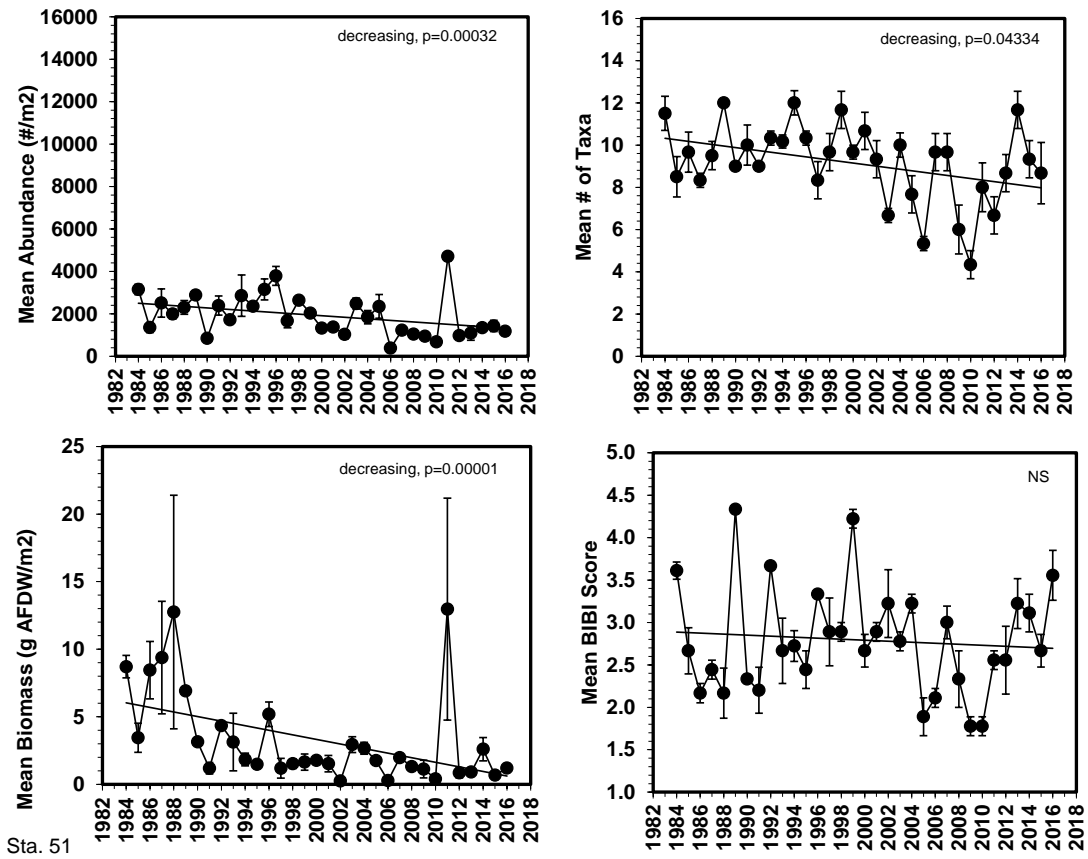 decreasing, p=0.00032
Mean Abundance (#/m2)
16000
14000
12000
10000
8000
6000
4000
2000
0
1982 1984 1986 1988 1990 1992 1994 1996 1998 2000 2002 2004 2006 2008 2010 2012 2014 2016 2018
decreasing, p=0.04334
Mean # of Taxa
16
14
12
10
8
6
4
2
0
1982 1984 1986 1988 1990 1992 1994 1996 1998 2000 2002 2004 2006 2008 2010 2012 2014 2016 2018
decreasing, p=0.00001
Mean Biomass (g AFDW/m2)
25
20
15
10
5
0
1982 1984 1986 1988 1990 1992 1994 1996 1998 2000 2002 2004 2006 2008 2010 2012 2014 2016 2018
NS
Mean BIBI Score
5.0
4.5
4.0
3.5
3.0
2.5
2.0
1.5
1.0
1982 1984 1986 1988 1990 1992 1994 1996 1998 2000 2002 2004 2006 2008 2010 2012 2014 2016 2018
Sta. 51